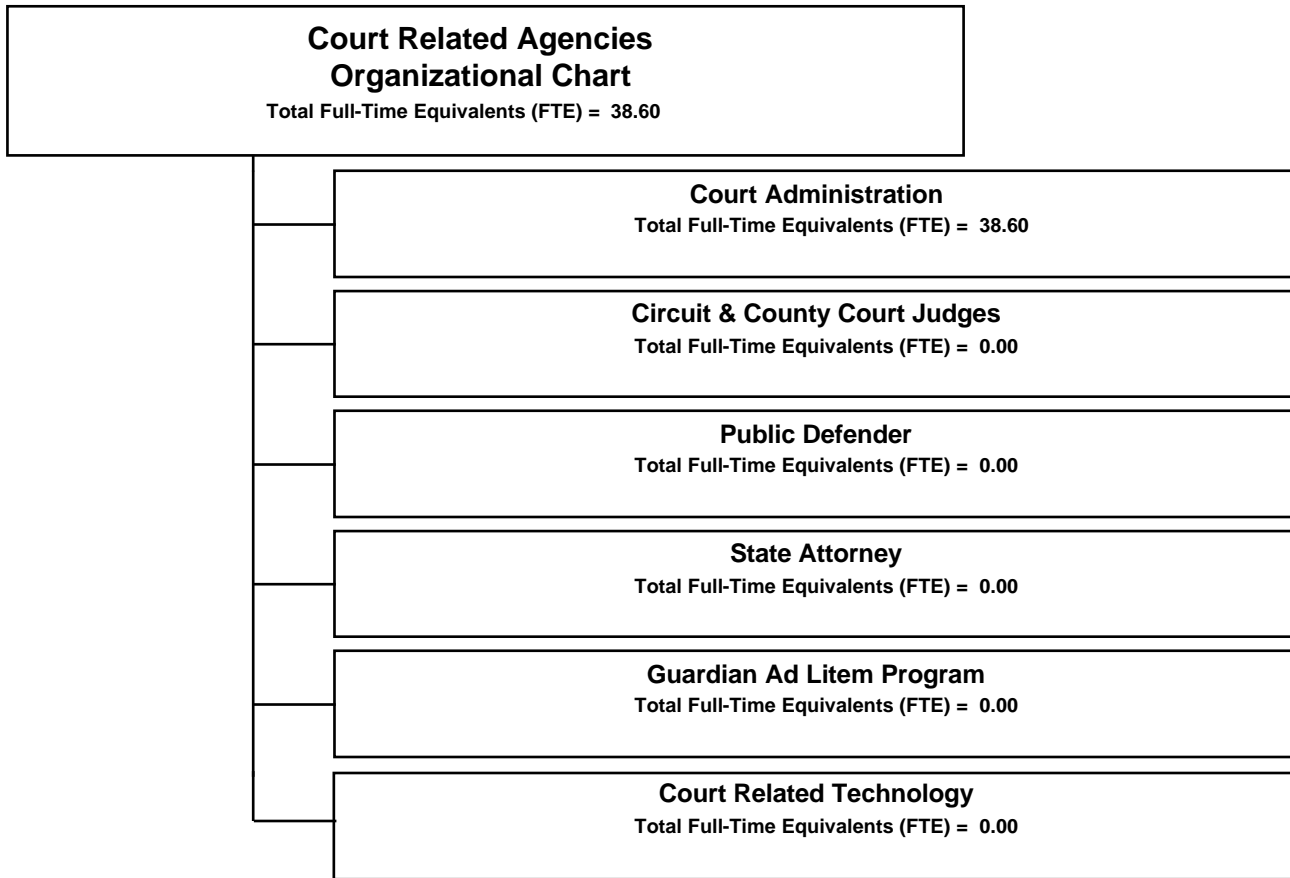 Court Related Agencies
Organizational Chart
Total Full-Time Equivalents (FTE) = 38.60
Court Administration
Total Full-Time Equivalents (FTE) = 38.60
Circuit & County Court Judges
Total Full-Time Equivalents (FTE) = 0.00
Public Defender
Total Full-Time Equivalents (FTE) = 0.00
State Attorney
Total Full-Time Equivalents (FTE) = 0.00
Guardian Ad Litem Program
Total Full-Time Equivalents (FTE) = 0.00
Court Related Technology
Total Full-Time Equivalents (FTE) = 0.00